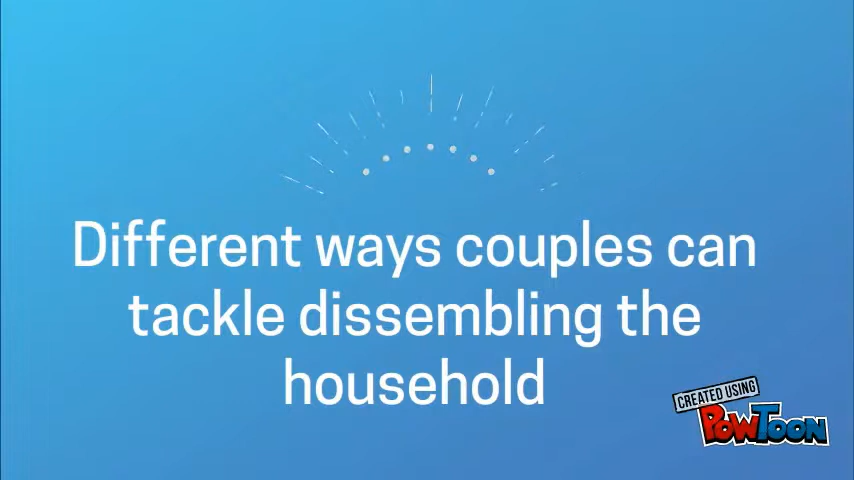 Different ways couples can
tackle dissembling the
household
CREATED USING
POWTOON